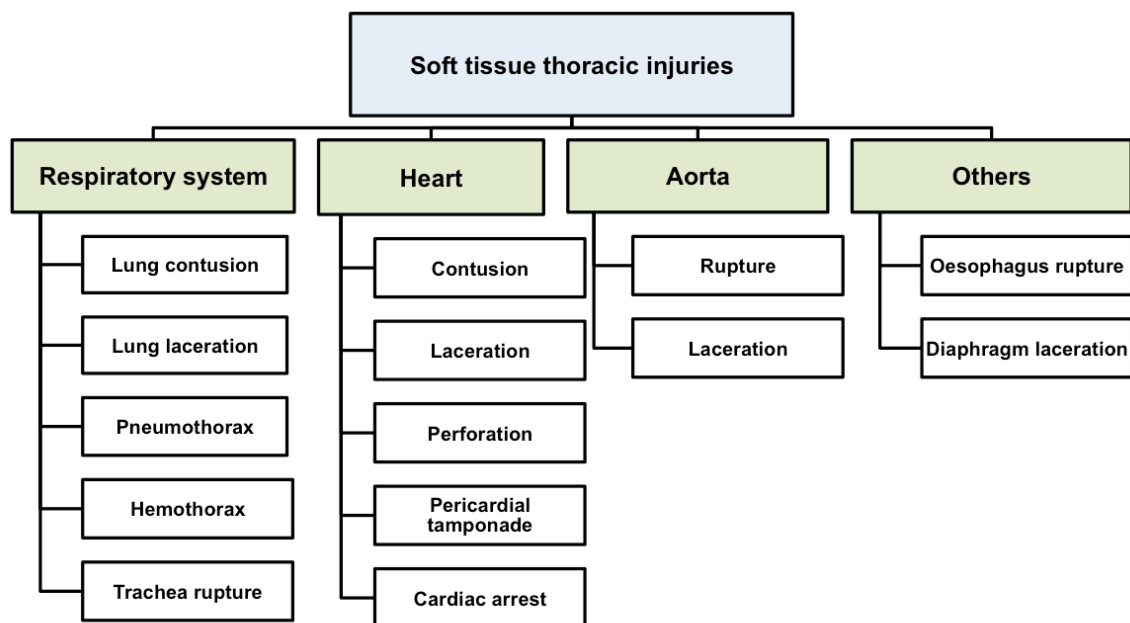 Soft tissue thoracic injuries
Respiratory system
Lung contusion
Lung laceration
Pneumothorax
Hemothorax
Trachea rupture
Heart
Contusion
Laceration
Perforation
Pericardial
tamponade
Cardiac arrest
Aorta
Rupture
Laceration
Others
Oesophagus rupture
Diaphragm laceration